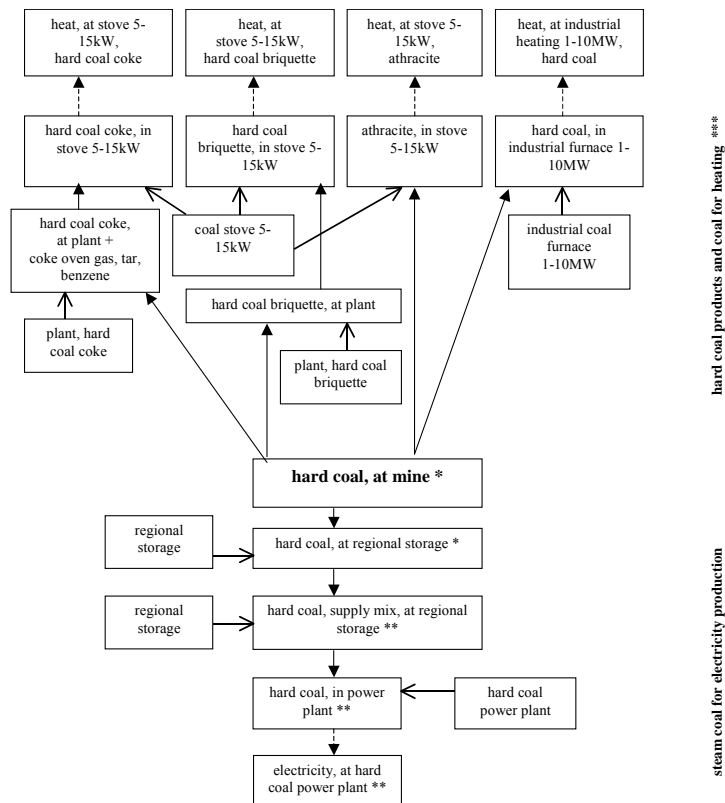 heat, at stove 5-
15kW,
hard coal coke
heat, at
stove 5-15kW,
hard coal briquette
heat, at stove 5-
15kW,
athracite
heat, at industrial
heating 1-10MW,
hard coal
hard coal coke, in
stove 5-15kW
hard coal
briquette, in stove 5-
15kW
athracite, in stove
5-15kW
hard coal, in
industrial furnace 1-
10MW
hard coal coke,
at plant +
coke oven gas, tar,
benzene
coal stove 5-
15kW
industrial coal
furnace
1-10MW
hard coal briquette, at plant
plant, hard
coal coke
plant, hard coal
briquette
hard coal products and coal for heating ***
hard coal, at mine *
regional
storage
hard coal, at regional storage *
regional
storage
hard coal, supply mix, at regional
storage **
hard coal, in power
plant **
hard coal
power plant
electricity, at hard
coal power plant **
steam coal for electricity production